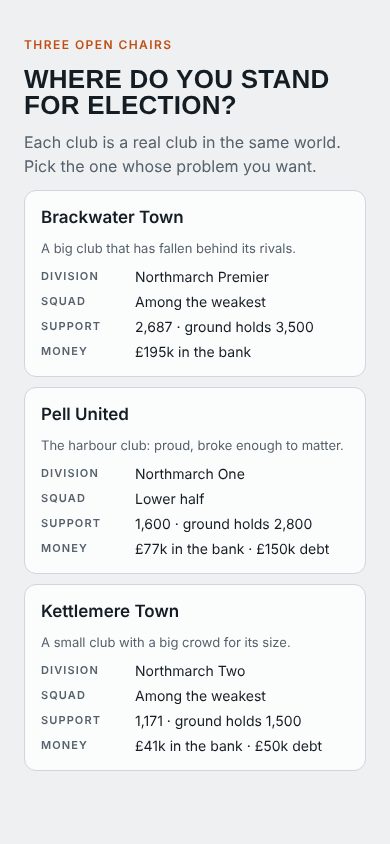 THREE OPEN CHAIRS
WHERE DO YOU STAND
FOR ELECTION?
Each club is a real club in the same world.
Pick the one whose problem you want.
Brackwater Town
A big club that has fallen behind its rivals.
DIVISION Northmarch Premier
SQUAD Among the weakest
SUPPORT 2,687 · ground holds 3,500
MONEY £195k in the bank
Pell United
The harbour club: proud, broke enough to matter.
DIVISION Northmarch One
SQUAD Lower half
SUPPORT 1,600 · ground holds 2,800
MONEY £77k in the bank · £150k debt
Kettlemere Town
A small club with a big crowd for its size.
DIVISION Northmarch Two
SQUAD Among the weakest
SUPPORT 1,171 · ground holds 1,500
MONEY £41k in the bank · £50k debt